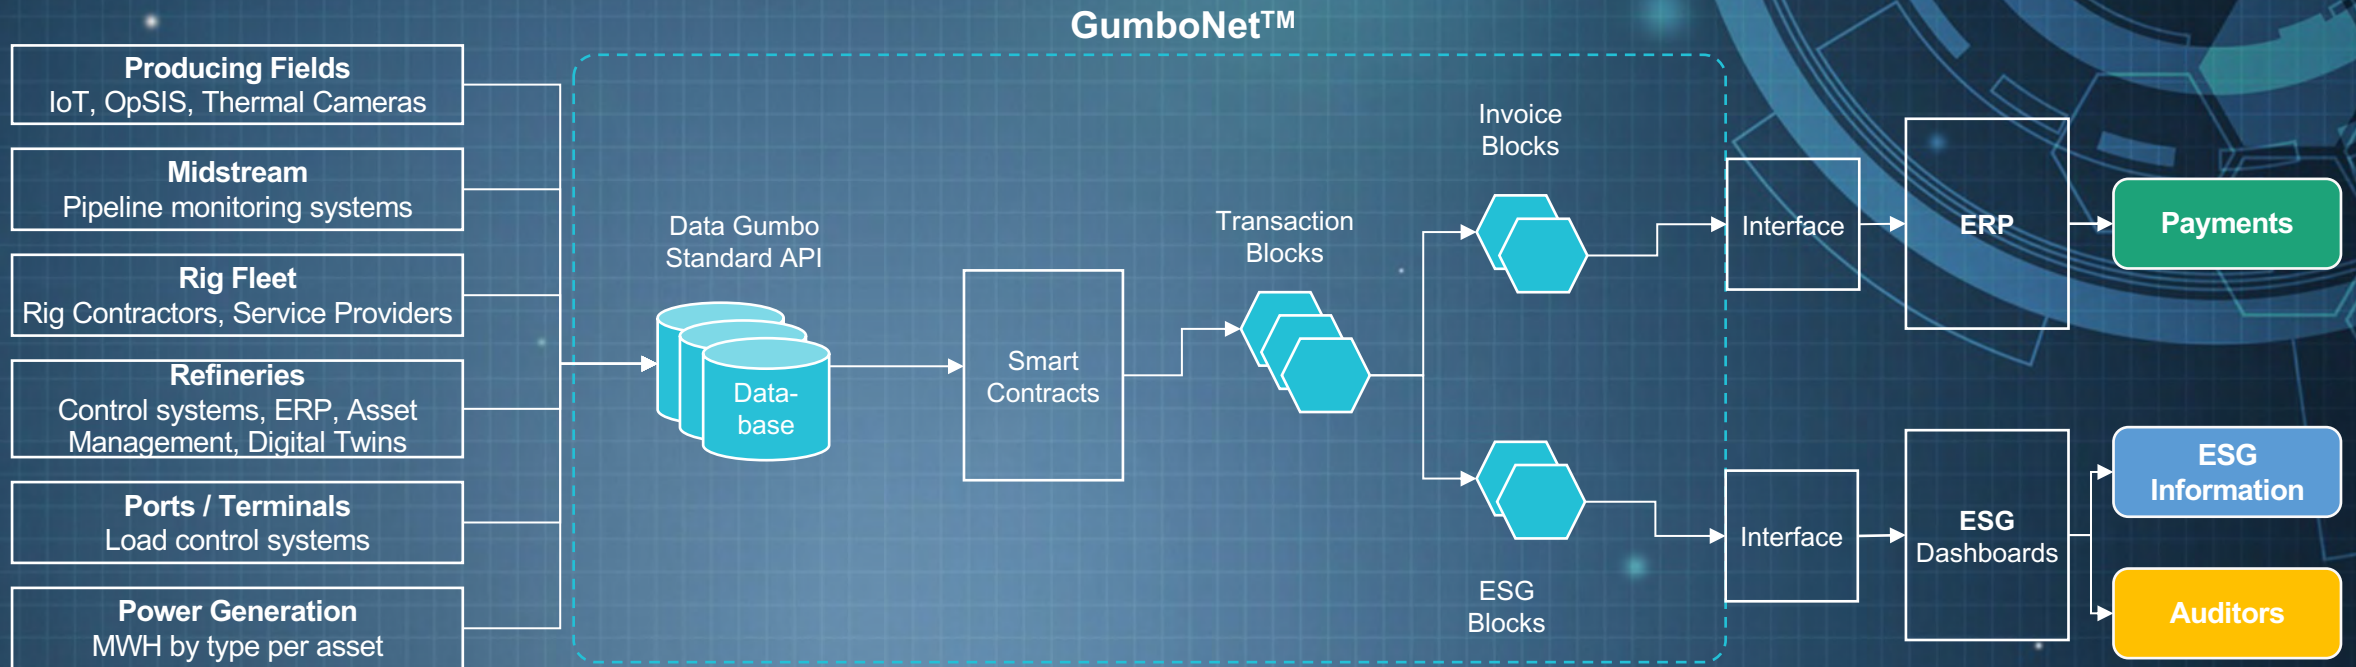 GumboNet™
Producing Fields
IoT, OpSIS, Thermal Cameras
Midstream
Pipeline monitoring systems
Rig Fleet
Rig Contractors, Service Providers
Refineries
Control systems, ERP, Asset
Management, Digital Twins
Ports / Terminals
Load control systems
Power Generation
MWH by type per asset
Data Gumbo
Standard API
Data-
base
Smart
Contracts
Transaction
Blocks
Invoice
Blocks
ESG
Blocks
Interface
ERP
Payments
Interface
ESG
Dashboards
ESG
Information
Auditors